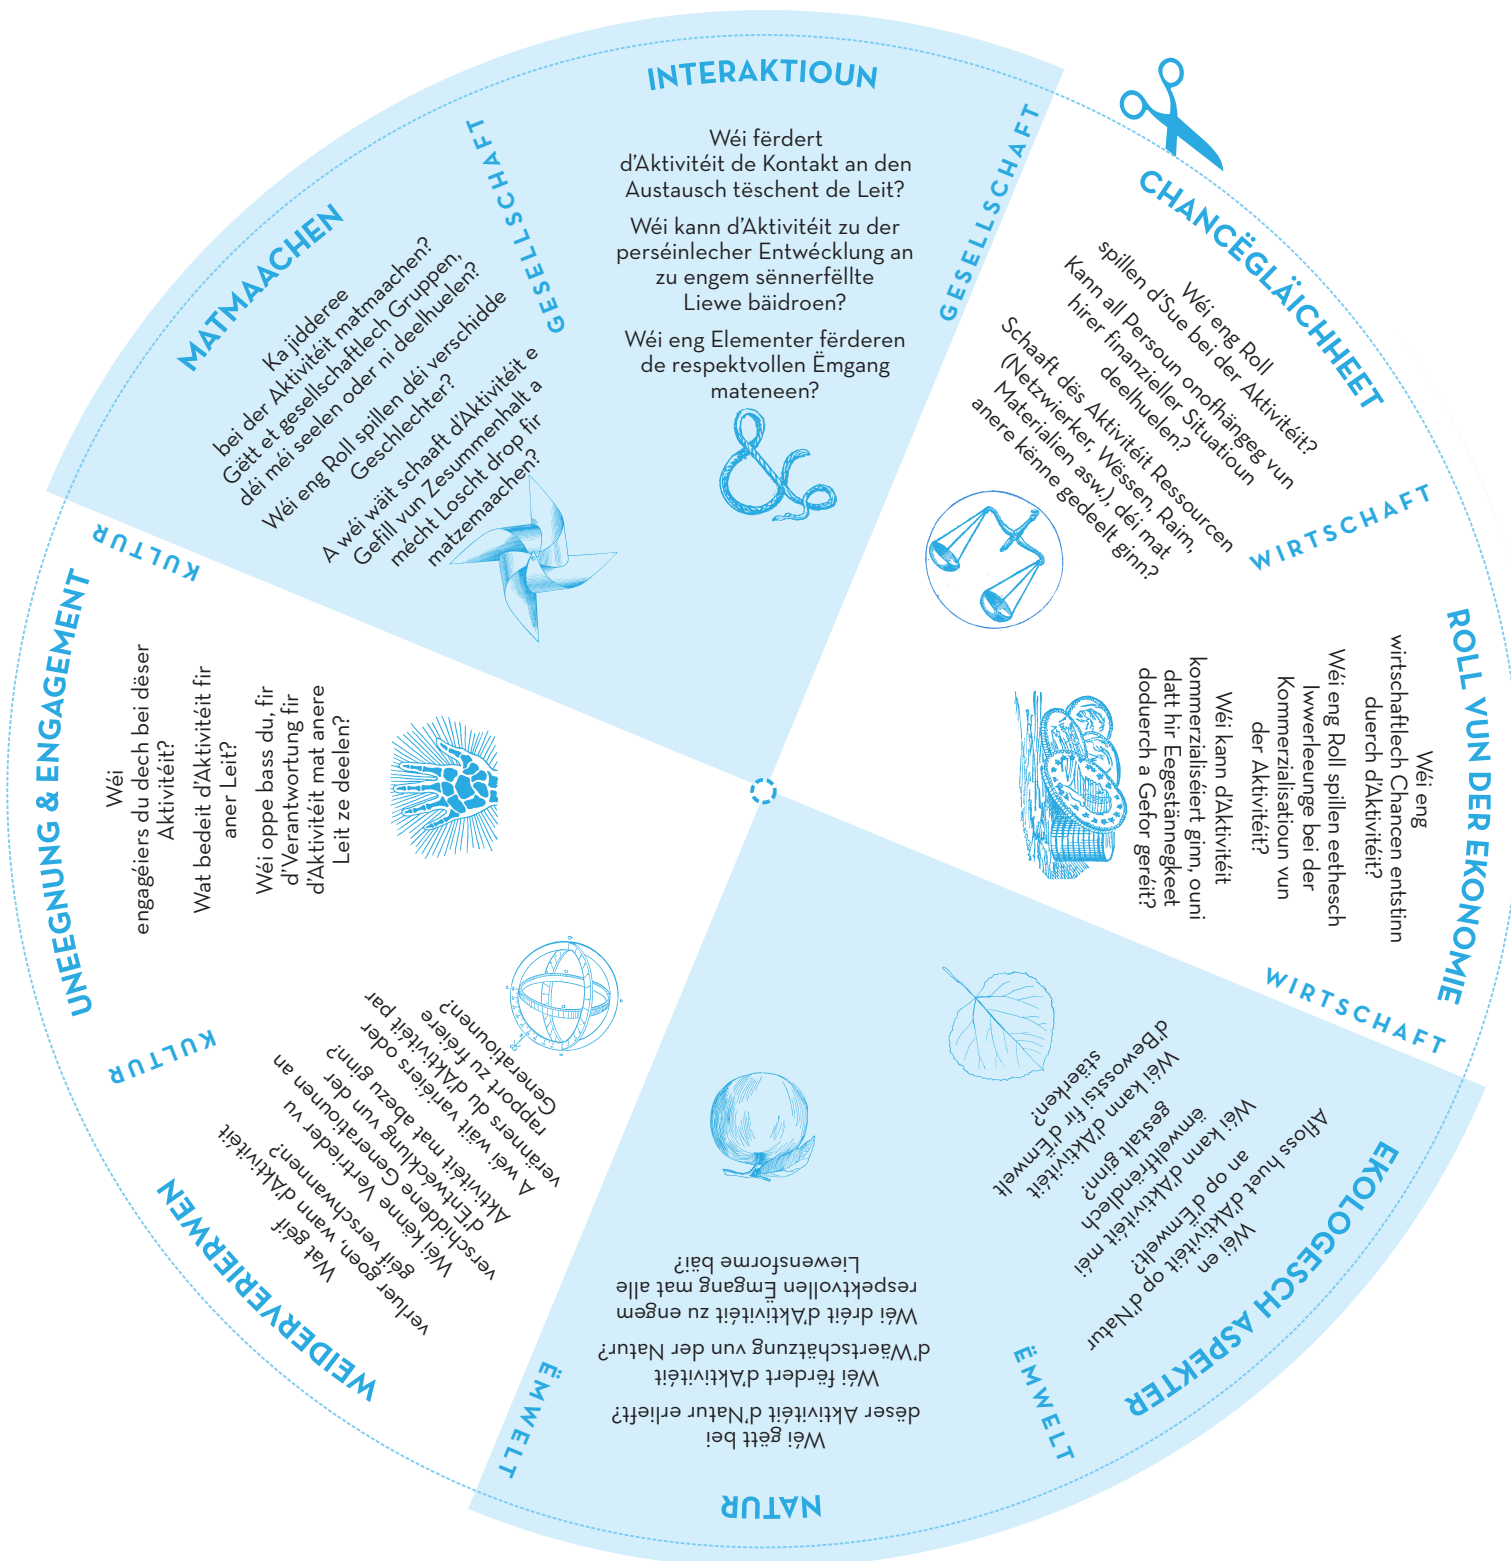 INTERAKTIOUN
Wéi fërdert
d'Aktivitéit de Kontakt an den
Austausch tëschent de Leit?
Wéi kann d'Aktivitéit zu der
perséinlecher Entwécklung an
zu engem sënnerfëllte
Liewe bäidroen?
Wéi eng Elementer fërderen
de respektvollen Ëmgang
mateneen?
GESELLSCHAFT
CHANCËGLÄICHHEET
Wéi eng Roll
spillen d'Sue bei der Aktivitéit?
Kann all Persoun onofhängeg vun
hirer finanzieller Situatioun
deelhuelen?
Schaaft dës Aktivitéit Ressourcen
(Netzwierker, Wëssen, Raim,
Materialien asw.), déi mat
anere kënne gedeelt ginn?
WIRTSCHAFT
ROLL VUN DER EKONOMIE
Wéi eng
wirtschaftlech Chancen entstinn
duerch d'Aktivitéit?
Wéi eng Roll spillen eethesch
Iwwerleeunge bei der
Kommerzialisatioun vun
der Aktivitéit?
Wéi kann d'Aktivitéit
kommerzialiséiert ginn, ouni
datt hir Eegestännegkeet
doduerch a Gefor geréit?
WIRTSCHAFT
EKOLOGESCH ASPEKTER
Wéi en
Afloss huet d'Aktivitéit op d'Natur
an op d'Ëmwelt?
Wéi kann d'Aktivitéit méi
ëmweltfrëndlech
gestalt ginn?
Wéi kann d'Aktivitéit
d'Bewosstsi fir d'Ëmwelt
stäerken?
ËMWELT
NATUR
Wéi gëtt bei
dëser Aktivitéit d'Natur erlieft?
Wéi fërdert d'Aktivitéit
d'Wäertschätzung vun der Natur?
Wéi dréit d'Aktivitéit zu engem
respektvollen Ëmgang mat alle
Liewensforme bäi?
ËMWELT
WEIDERVERIERWEN
Wat géif
verluer goen, wann d'Aktivitéit
géif verschwannen?
Wéi kënne Vertrieder vu
verschiddene Generatiounen an
d'Entwécklung vun der
Aktivitéit mat abezu ginn?
A wéi wäit variéiers oder
veränners du d'Aktivitéit par
rapport zu fréiere
Generatiounen?
KULTUR
UNEEGNUNG & ENGAGEMENT
Wéi
engagéiers du dech bei dëser
Aktivitéit?
Wat bedeit d'Aktivitéit fir
aner Leit?
Wéi oppe bass du, fir
d'Verantwortung fir
d'Aktivitéit mat anere
Leit ze deelen?
KULTUR
MATMAACHEN
Ka jidderee
bei der Aktivitéit matmaachen?
Gëtt et gesellschaftlech Gruppen,
déi méi seelen oder ni deelhuelen?
Wéi eng Roll spillen déi verschidde
Geschlechter?
A wéi wäit schaaft d'Aktivitéit e
Gefill vun Zesummenhalt a
mécht Loscht drop fir
matzemaachen?
GESELLSCHAFT